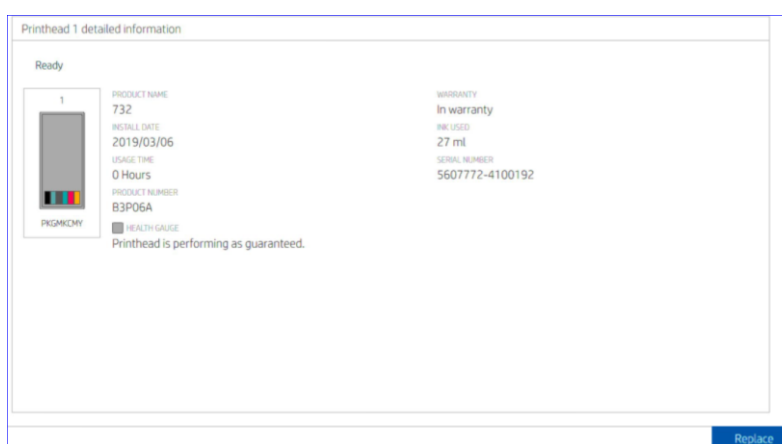 Printhead 1 detailed information
Ready
1
PKGMKCMY
PRODUCT NAME
732
INSTALL DATE
2019/03/06
USAGE TIME
0 Hours
PRODUCT NUMBER
B3P06A
HEALTH GAUGE
Printhead is performing as guaranteed.
WARRANTY
In warranty
INK USED
27 ml
SERIAL NUMBER
5607772-4100192
Replace